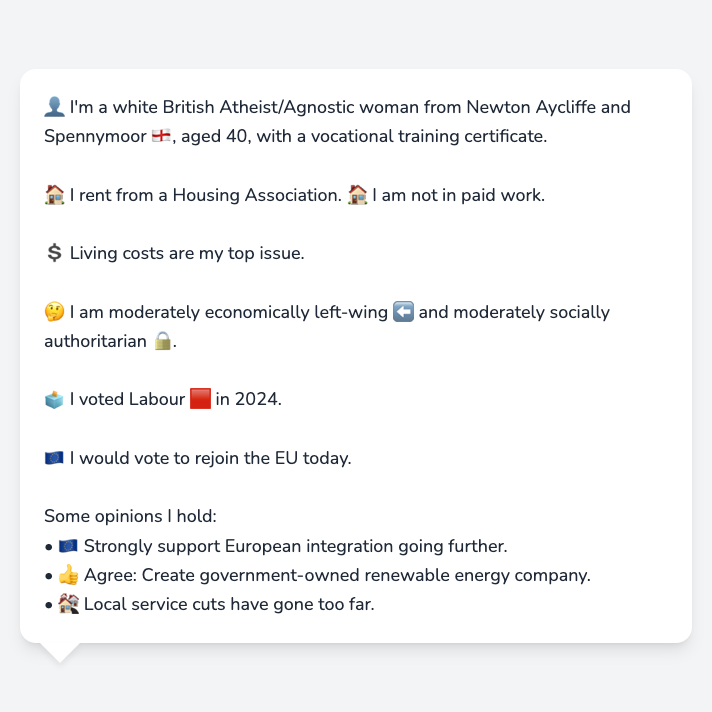 👤 I'm a white British Atheist/Agnostic woman from Newton Aycliffe and
Spennymoor 🏴󠁧󠁢󠁥󠁮󠁧󠁿, aged 40, with a vocational training certificate.
🏠 I rent from a Housing Association. 🏠 I am not in paid work.
💲 Living costs are my top issue.
🤔 I am moderately economically left-wing ⬅️ and moderately socially
authoritarian 🔒.
🗳️ I voted Labour 🟥 in 2024.
🇪🇺 I would vote to rejoin the EU today.
Some opinions I hold:
• 🇪🇺 Strongly support European integration going further.
• 👍 Agree: Create government-owned renewable energy company.
• 🏘️ Local service cuts have gone too far.